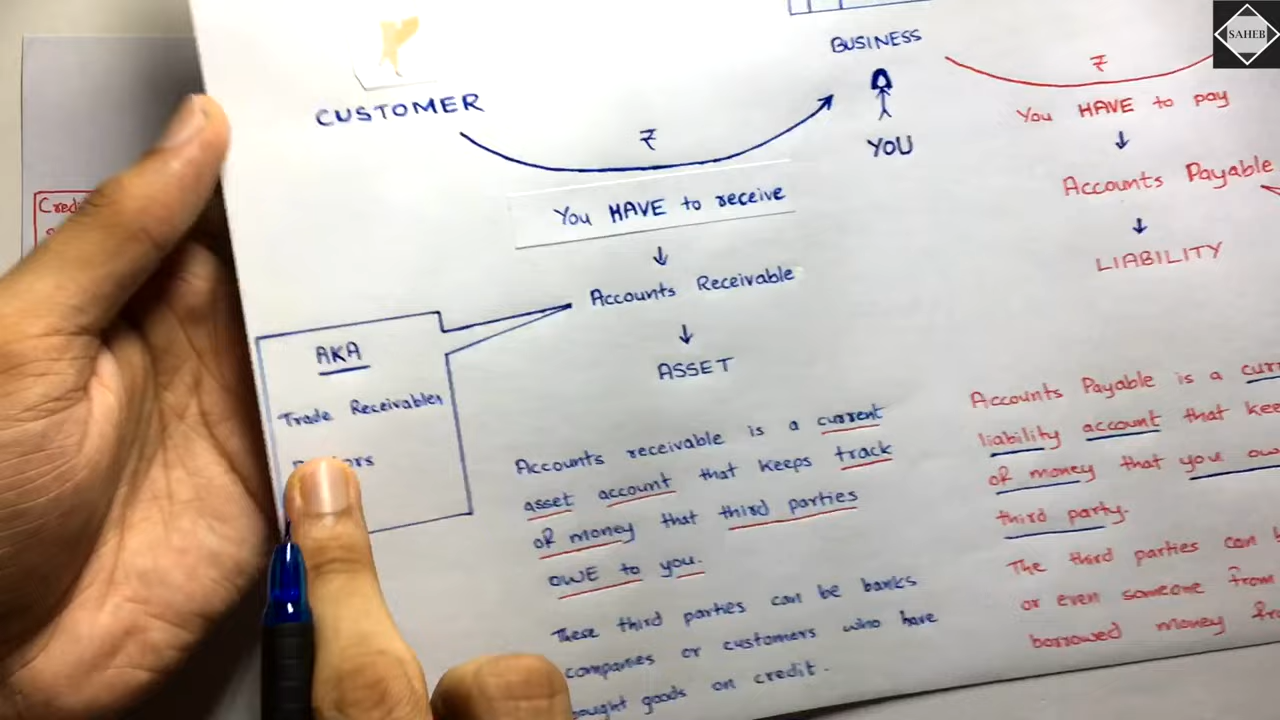 SAHEB
CUSTOMER
₹
BUSINESS
YOU
You HAVE to receive
↓
Accounts Receivable
↓
ASSET
AKA
Trade Receivables
Accounts receivable is a current
asset account that keeps track
of money that third parties
OWE to you.
These third parties can be banks
companies or customers who have
bought goods on credit.
₹
You HAVE to pay
↓
Accounts Payable
↓
LIABILITY
Accounts Payable is a
liability account that
of money that you
third party.
The third parties can
or even someone from
borrowed money